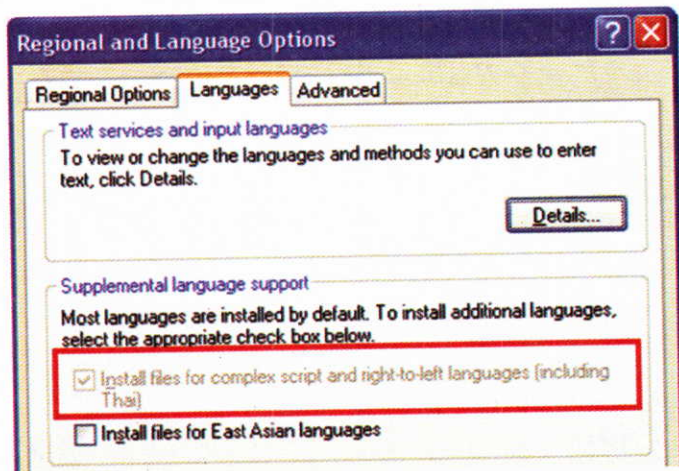 Regional and Language Options
Regional Options Languages Advanced
Text services and input languages
To view or change the languages and methods you can use to enter
text, click Details.
Details...
Supplemental language support
Most languages are installed by default. To install additional languages,
select the appropriate check box below.
Install files for complex script and right-to-left languages (including
Thai)
Install files for East Asian languages